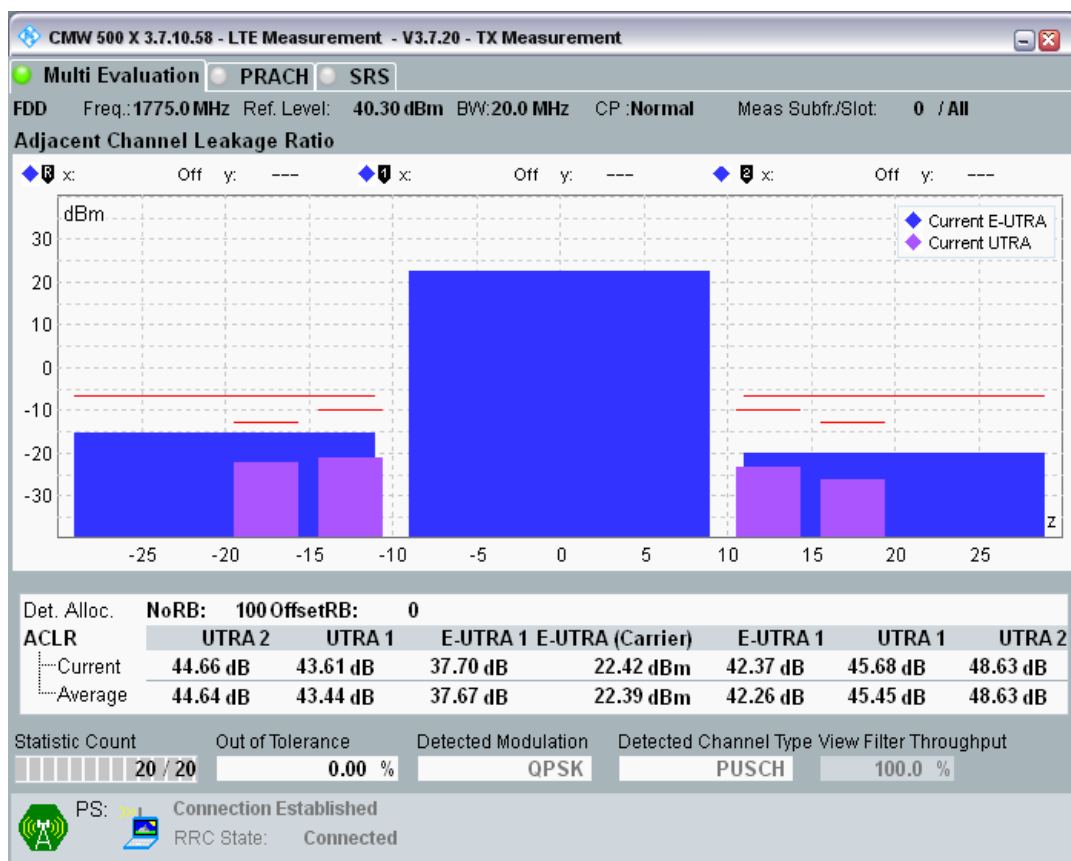 CMW 500 X 3.7.10.58 - LTE Measurement - V3.7.20 - TX Measurement
Multi Evaluation PRACH SRS
FDD Freq.: 1775.0 MHz Ref. Level: 40.30 dBm BW: 20.0 MHz CP : Normal Meas Subfr./Slot: 0 / All
Adjacent Channel Leakage Ratio
R x: Off y: --- 1 x: Off y: --- 2 x: Off y: ---
dBm
Current E-UTRA
Current UTRA
30
20
10
0
-10
-20
-30
z
-25 -20 -15 -10 -5 0 5 10 15 20 25
Det. Alloc. NoRB: 100 OffsetRB: 0
ACLR UTRA 2 UTRA 1 E-UTRA 1 E-UTRA (Carrier) E-UTRA 1 UTRA 1 UTRA 2
Current 44.66 dB 43.61 dB 37.70 dB 22.42 dBm 42.37 dB 45.68 dB 48.63 dB
Average 44.64 dB 43.44 dB 37.67 dB 22.39 dBm 42.26 dB 45.45 dB 48.63 dB
Statistic Count Out of Tolerance Detected Modulation Detected Channel Type View Filter Throughput
20 / 20 0.00 % QPSK PUSCH 100.0 %
PS: Connection Established
RRC State: Connected